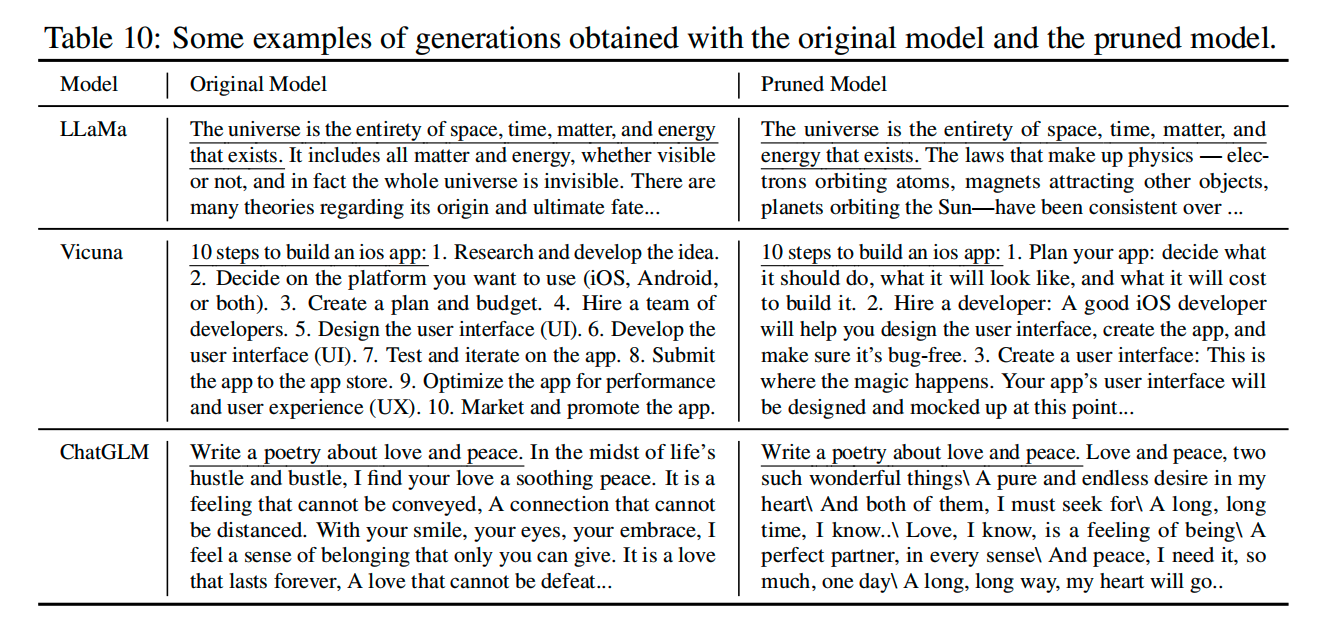 Table 10: Some examples of generations obtained with the original model and the pruned model.
Model Original Model Pruned Model
LLaMa
The universe is the entirety of space, time, matter, and energy
that exists. It includes all matter and energy, whether visible
or not, and in fact the whole universe is invisible. There are
many theories regarding its origin and ultimate fate...
The universe is the entirety of space, time, matter, and
energy that exists. The laws that make up physics — elec-
trons orbiting atoms, magnets attracting other objects,
planets orbiting the Sun—have been consistent over ...
Vicuna
10 steps to build an ios app: 1. Research and develop the idea.
2. Decide on the platform you want to use (iOS, Android,
or both). 3. Create a plan and budget. 4. Hire a team of
developers. 5. Design the user interface (UI). 6. Develop the
user interface (UI). 7. Test and iterate on the app. 8. Submit
the app to the app store. 9. Optimize the app for performance
and user experience (UX). 10. Market and promote the app.
10 steps to build an ios app: 1. Plan your app: decide what
it should do, what it will look like, and what it will cost
to build it. 2. Hire a developer: A good iOS developer
will help you design the user interface, create the app, and
make sure it's bug-free. 3. Create a user interface: This is
where the magic happens. Your app's user interface will
be designed and mocked up at this point...
ChatGLM
Write a poetry about love and peace. In the midst of life's
hustle and bustle, I find your love a soothing peace. It is a
feeling that cannot be conveyed, A connection that cannot
be distanced. With your smile, your eyes, your embrace, I
feel a sense of belonging that only you can give. It is a love
that lasts forever, A love that cannot be defeat...
Write a poetry about love and peace. Love and peace, two
such wonderful things\ A pure and endless desire in my
heart\ And both of them, I must seek for\ A long, long
time, I know..\ Love, I know, is a feeling of being\ A
perfect partner, in every sense\ And peace, I need it, so
much, one day\ A long, long way, my heart will go..